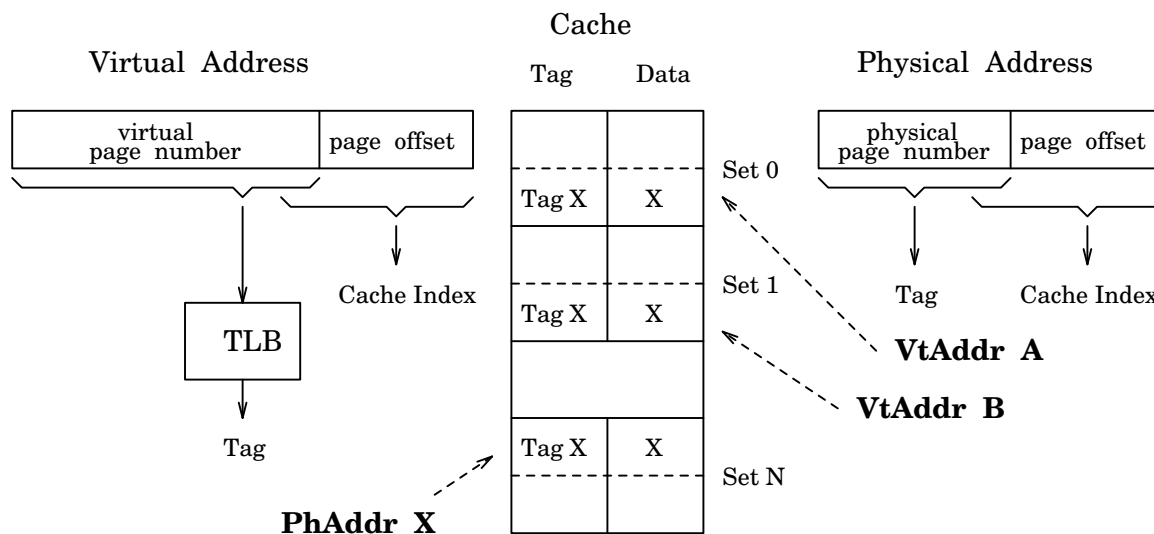 Cache
Virtual Address
Tag
Data
Physical Address
virtual
page number
page offset
physical
page number
page offset
Set 0
Tag X
X
Cache Index
Set 1
Tag X
X
Tag
Cache Index
TLB
VtAddr A
VtAddr B
Tag
Tag X
X
Set N
PhAddr X